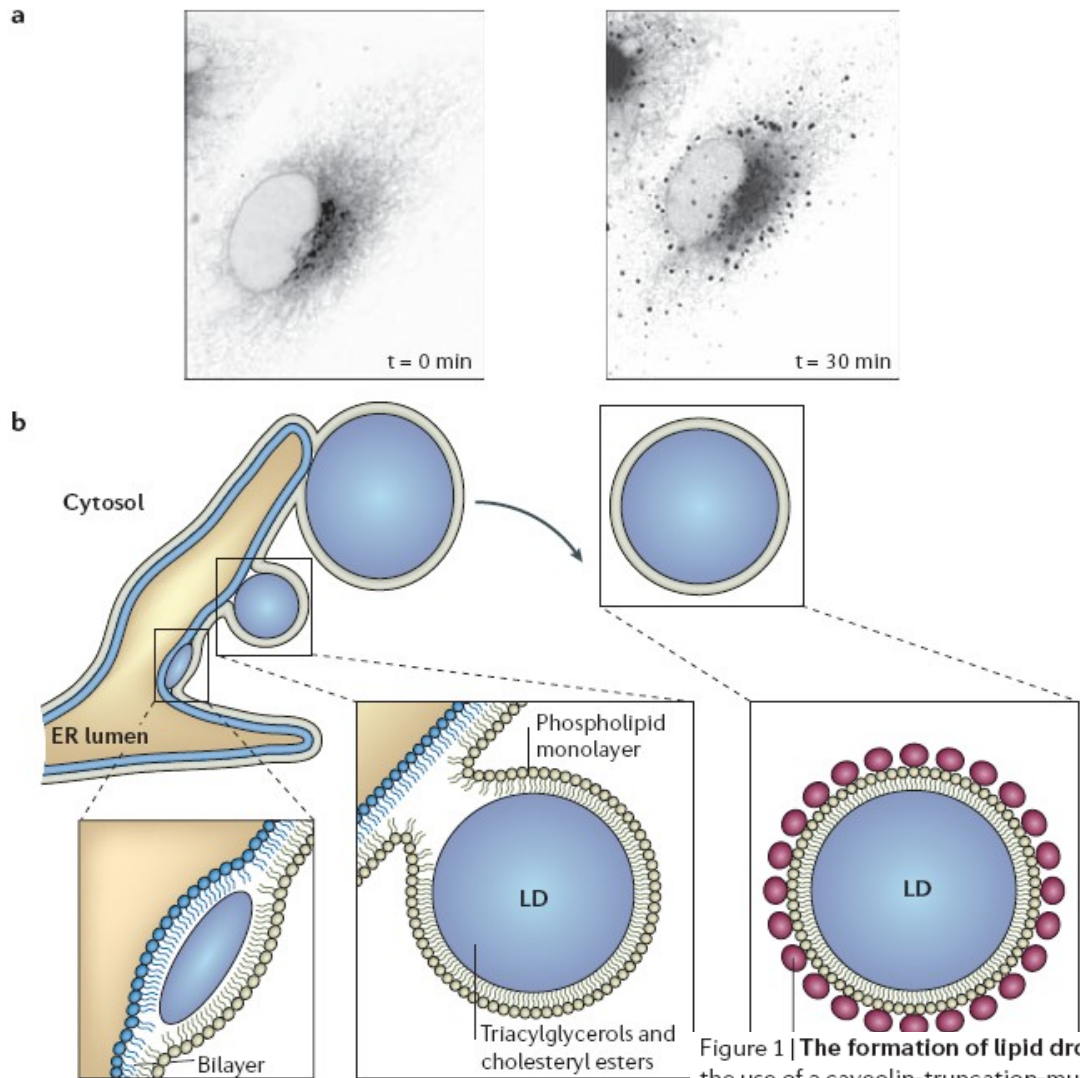 a
t = 0 min
t = 30 min
b
Cytosol
ER lumen
Phospholipid
monolayer
LD
LD
Triacylglycerols and
cholesteryl esters
Bilayer
Figure 1 | The formation of lipid